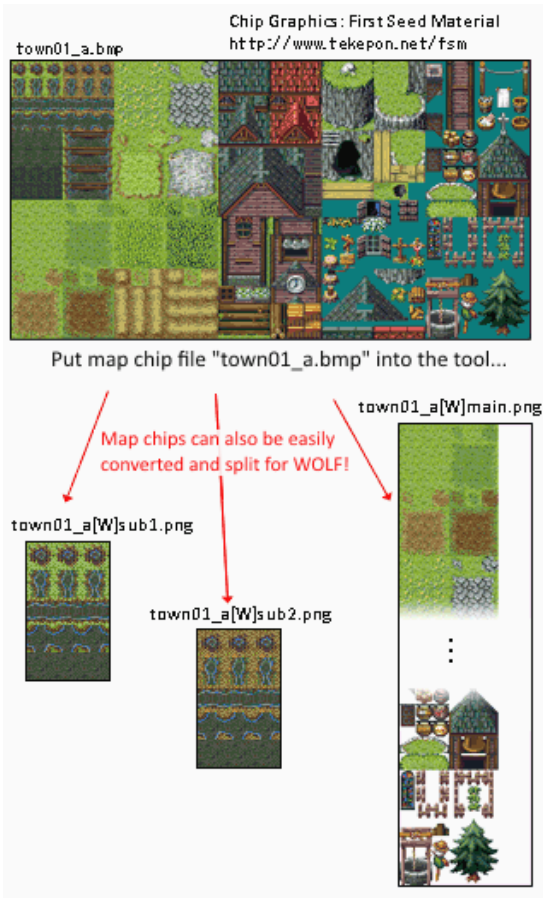 Chip Graphics: First Seed Material
town01_a.bmp
http://www.tekepon.net/fsm
Put map chip file "town01_a.bmp" into the tool...
town01_a[W]main.png
Map chips can also be easily
converted and split for WOLF!
town01_a[W]sub1.png
town01_a[W]sub2.png